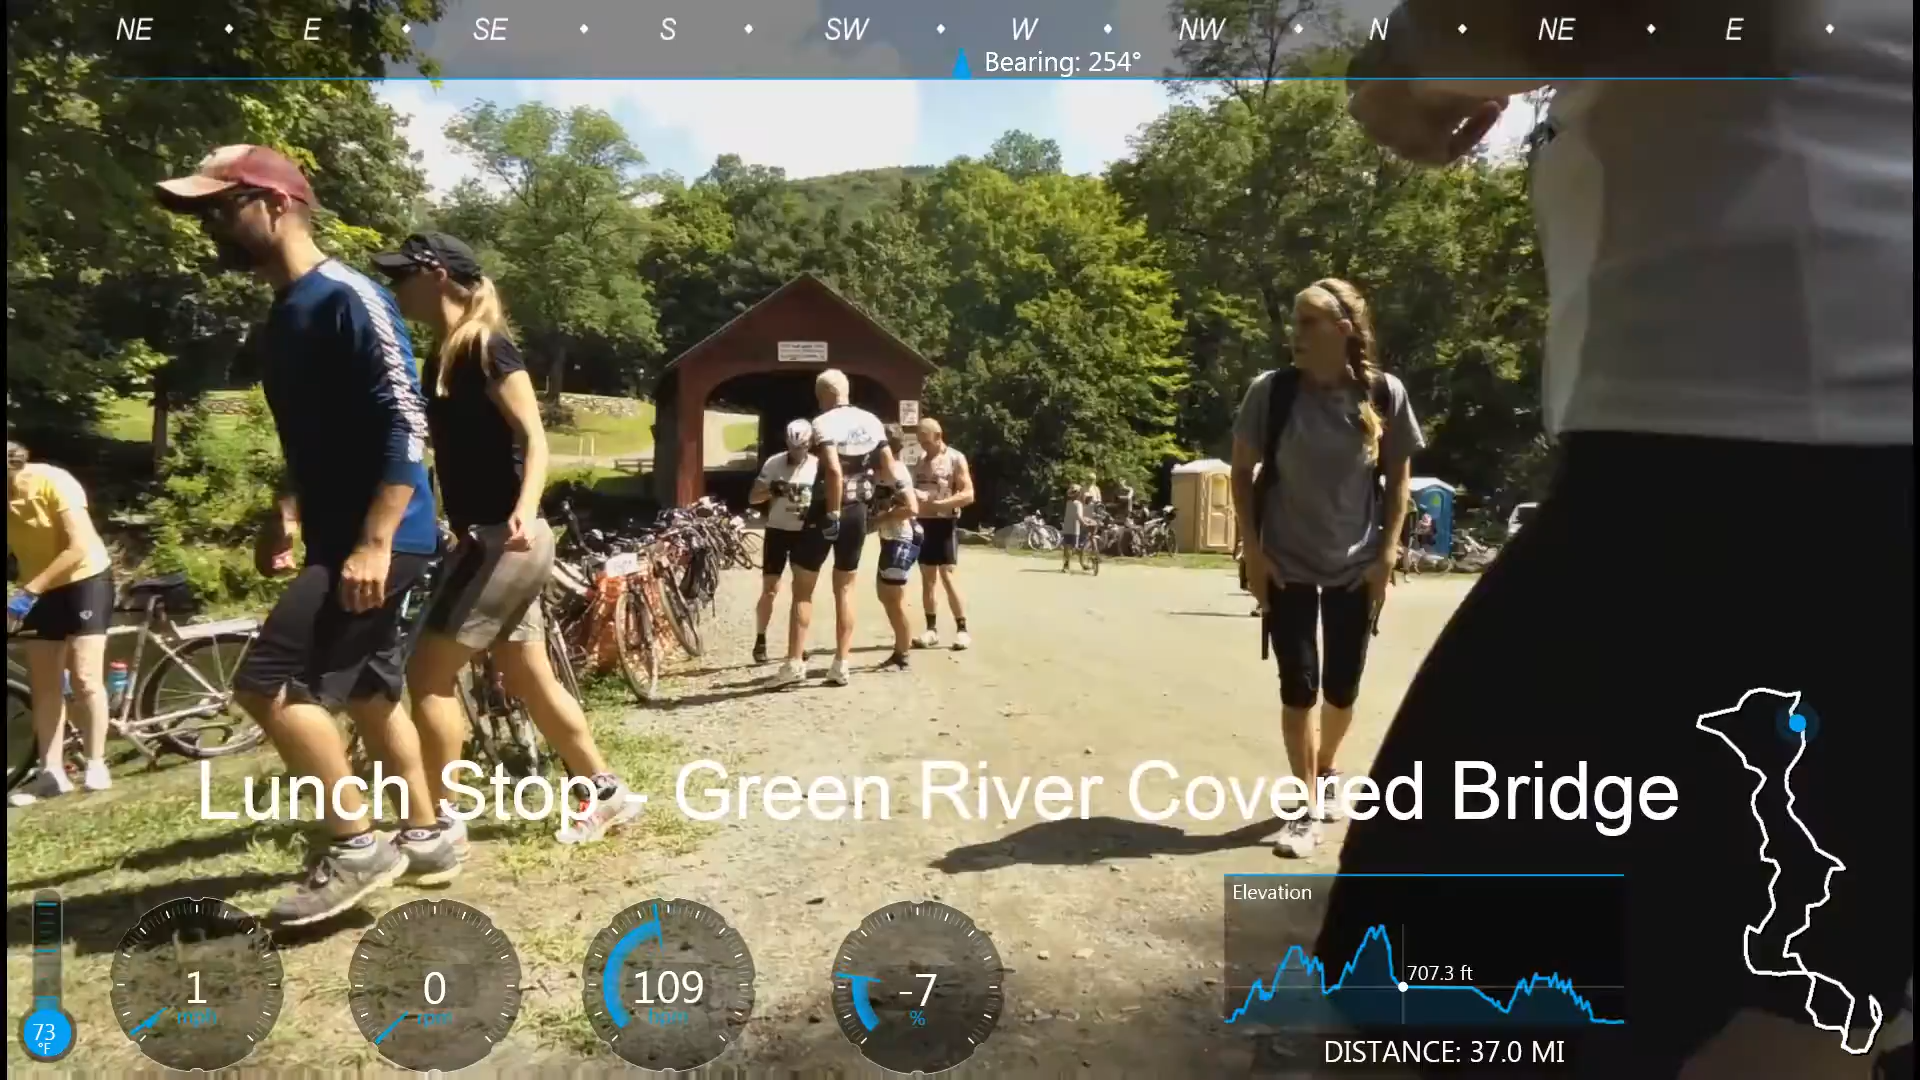 NE E SE S SW W NW N NE E
Bearing: 254°
Lunch Stop - Green River Covered Bridge
Elevation
707.3 ft
1
mph
0
rpm
109
bpm
-7
%
73
°F
DISTANCE: 37.0 MI